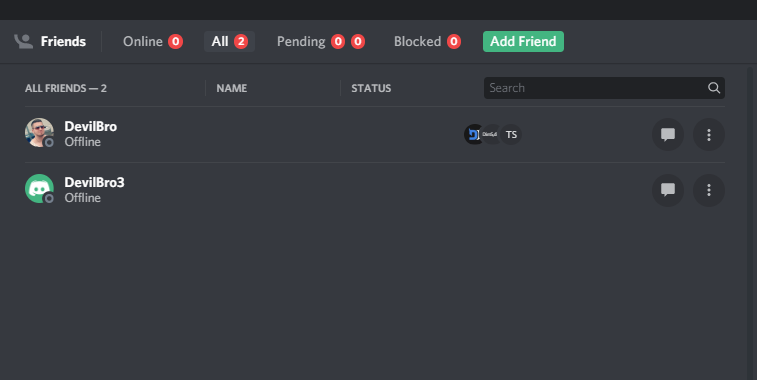 Friends Online 0 All 2 Pending 0 0 Blocked 0 Add Friend
ALL FRIENDS — 2 NAME STATUS Search
DevilBro
Offline
TS
DevilBro3
Offline